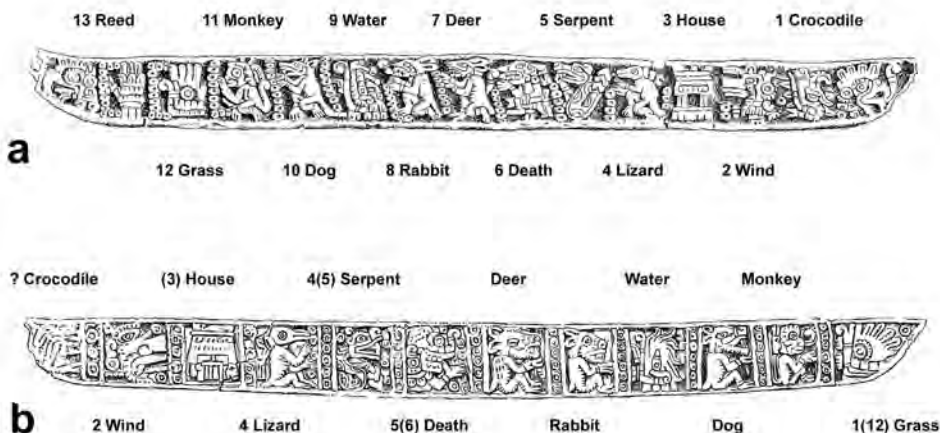 13 Reed 11 Monkey 9 Water 7 Deer 5 Serpent 3 House 1 Crocodile
a
12 Grass 10 Dog 8 Rabbit 6 Death 4 Lizard 2 Wind
? Crocodile (3) House 4(5) Serpent Deer Water Monkey
b
2 Wind 4 Lizard 5(6) Death Rabbit Dog 1(12) Grass